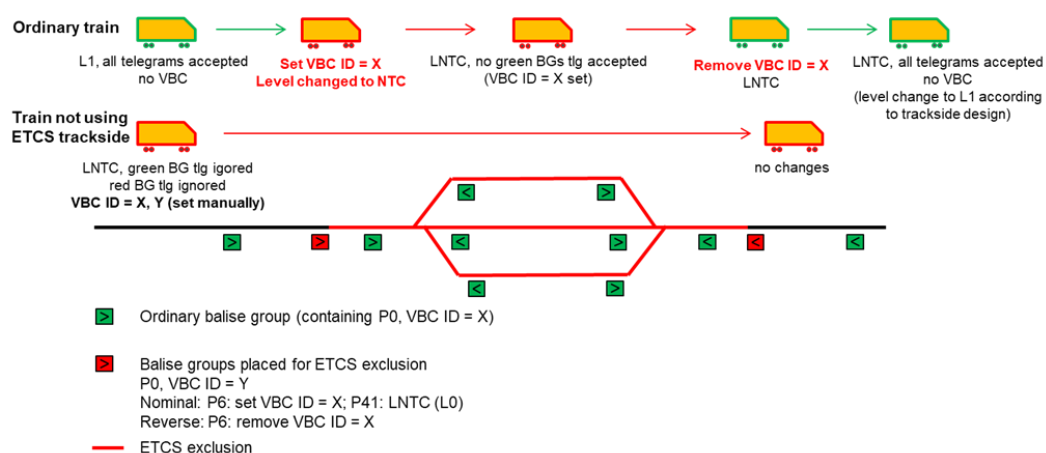 Ordinary train
L1, all telegrams accepted
no VBC
Set VBC ID = X
Level changed to NTC
LNTC, no green BGs tlg accepted
(VBC ID = X set)
Remove VBC ID = X
LNTC
LNTC, all telegrams accepted
no VBC
(level change to L1 according
to trackside design)
Train not using
ETCS trackside
LNTC, green BG tlg igored
red BG tlg ignored
VBC ID = X, Y (set manually)
no changes
< >
> > > < > < < <
< >
> Ordinary balise group (containing P0, VBC ID = X)
> Balise groups placed for ETCS exclusion
P0, VBC ID = Y
Nominal: P6: set VBC ID = X; P41: LNTC (L0)
Reverse: P6: remove VBC ID = X
ETCS exclusion